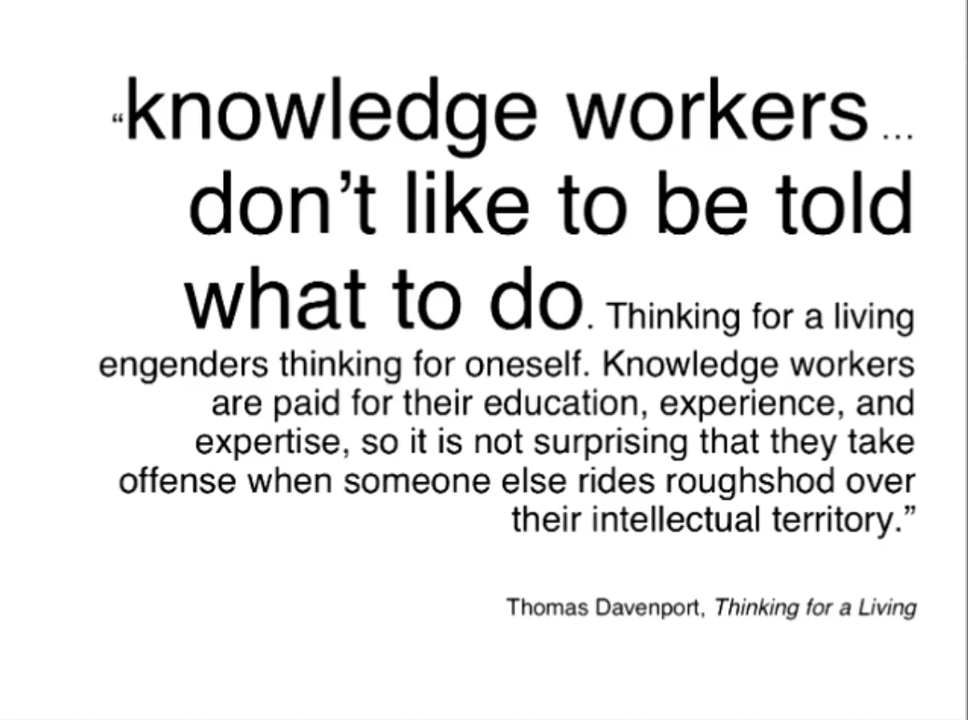 “knowledge workers ...
don’t like to be told
what to do. Thinking for a living
engenders thinking for oneself. Knowledge workers
are paid for their education, experience, and
expertise, so it is not surprising that they take
offense when someone else rides roughshod over
their intellectual territory.”
Thomas Davenport, Thinking for a Living